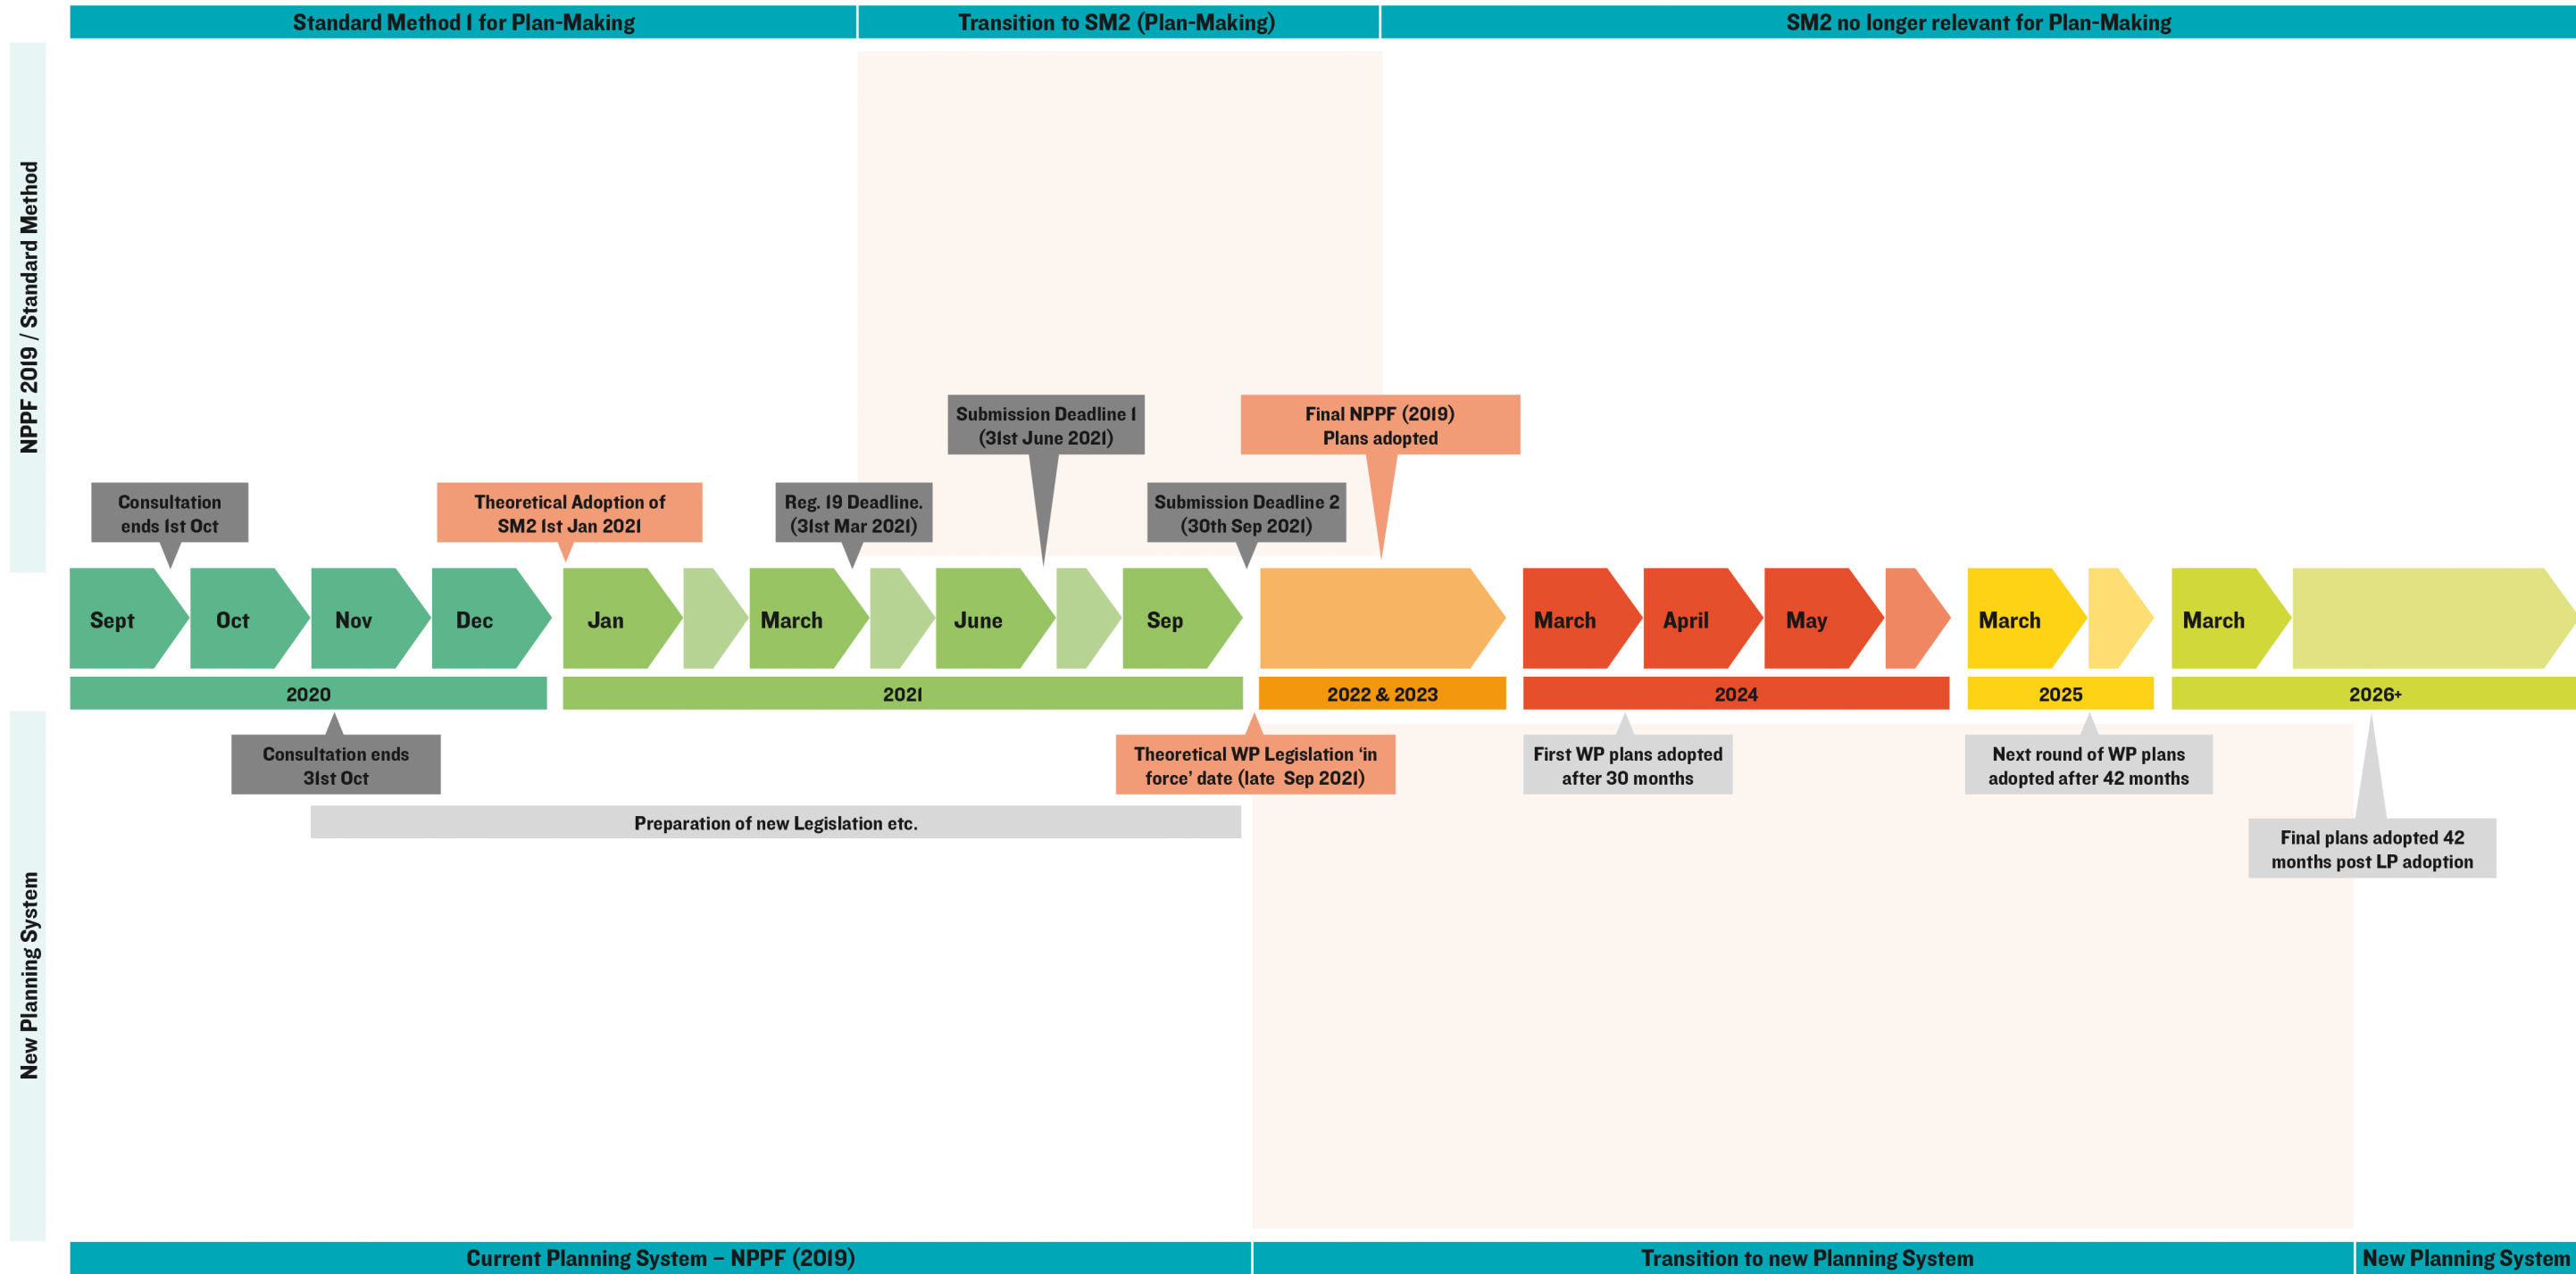 Standard Method 1 for Plan-Making
Transition to SM2 (Plan-Making)
SM2 no longer relevant for Plan-Making
NPPF 2019 / Standard Method
Submission Deadline 1
(31st June 2021)
Final NPPF (2019)
Plans adopted
Consultation
ends 1st Oct
Theoretical Adoption of
SM2 1st Jan 2021
Reg. 19 Deadline.
(31st Mar 2021)
Submission Deadline 2
(30th Sep 2021)
Sept
Oct
Nov
Dec
Jan
March
June
Sep
March
April
May
March
March
2020
2021
2022 & 2023
2024
2025
2026+
New Planning System
Consultation ends
31st Oct
Theoretical WP Legislation ‘in
force’ date (late Sep 2021)
First WP plans adopted
after 30 months
Next round of WP plans
adopted after 42 months
Preparation of new Legislation etc.
Final plans adopted 42
months post LP adoption
Current Planning System – NPPF (2019)
Transition to new Planning System
New Planning System